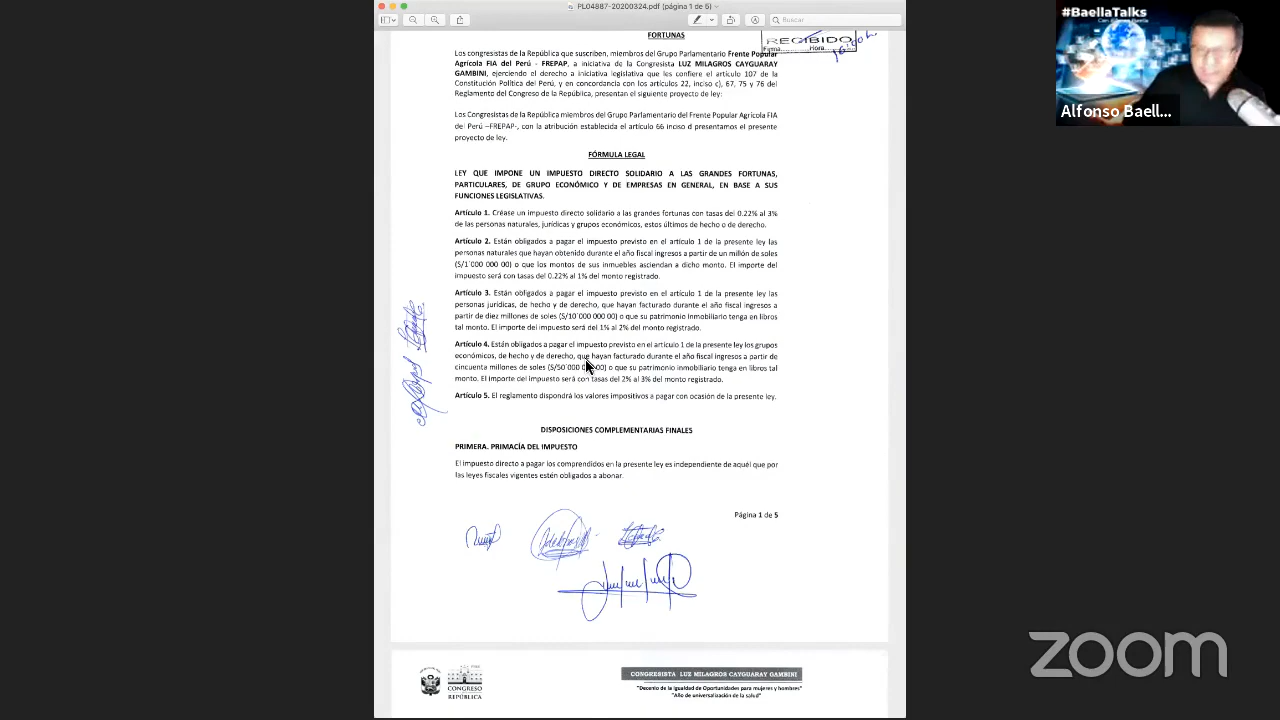 PL04887-20200324.pdf (página 1 de 5)
Buscar
#BaellaTalks
Con Alfonso Baella
Alfonso Baell...
FORTUNAS
RECIBIDO
Firma Hora
Los congresistas de la República que suscriben, miembros del Grupo Parlamentario Frente Popular
Agrícola FIA del Perú - FREPAP, a iniciativa de la Congresista LUZ MILAGROS CAYGUARAY
GAMBINI, ejerciendo el derecho a iniciativa legislativa que les confiere el artículo 107 de la
Constitución Política del Perú, y en concordancia con los artículos 22, inciso c), 67, 75 y 76 del
Reglamento del Congreso de la República, presentan el siguiente proyecto de ley:
Los Congresistas de la República miembros del Grupo Parlamentario del Frente Popular Agrícola FIA
del Perú –FREPAP-, con la atribución establecida el artículo 66 inciso d presentamos el presente
proyecto de ley.
FÓRMULA LEGAL
LEY QUE IMPONE UN IMPUESTO DIRECTO SOLIDARIO A LAS GRANDES FORTUNAS,
PARTICULARES, DE GRUPO ECONÓMICO Y DE EMPRESAS EN GENERAL, EN BASE A SUS
FUNCIONES LEGISLATIVAS.
Artículo 1. Créase un impuesto directo solidario a las grandes fortunas con tasas del 0.22% al 3%
de las personas naturales, jurídicas y grupos económicos, estos últimos de hecho o de derecho.
Artículo 2. Están obligados a pagar el impuesto previsto en el artículo 1 de la presente ley las
personas naturales que hayan obtenido durante el año fiscal ingresos a partir de un millón de soles
(S/1´000 000 00) o que los montos de sus inmuebles asciendan a dicho monto. El importe del
impuesto será con tasas del 0.22% al 1% del monto registrado.
Artículo 3. Están obligados a pagar el impuesto previsto en el artículo 1 de la presente ley las
personas jurídicas, de hecho y de derecho, que hayan facturado durante el año fiscal ingresos a
partir de diez millones de soles (S/10´000 000 00) o que su patrimonio inmobiliario tenga en libros
tal monto. El importe del impuesto será del 1% al 2% del monto registrado.
Artículo 4. Están obligados a pagar el impuesto previsto en el artículo 1 de la presente ley los grupos
económicos, de hecho y de derecho, que hayan facturado durante el año fiscal ingresos a partir de
cincuenta millones de soles (S/50´000 000 00) o que su patrimonio inmobiliario tenga en libros tal
monto. El importe del impuesto será con tasas del 2% al 3% del monto registrado.
Artículo 5. El reglamento dispondrá los valores impositivos a pagar con ocasión de la presente ley.
DISPOSICIONES COMPLEMENTARIAS FINALES
PRIMERA. PRIMACÍA DEL IMPUESTO
El impuesto directo a pagar los comprendidos en la presente ley es independiente de aquél que por
las leyes fiscales vigentes estén obligados a abonar.
Página 1 de 5
CONGRESO
REPÚBLICA
CONGRESISTA LUZ MILAGROS CAYGUARAY GAMBINI
"Decenio de la Igualdad de Oportunidades para mujeres y hombres"
"Año de universalización de la salud"
zoom